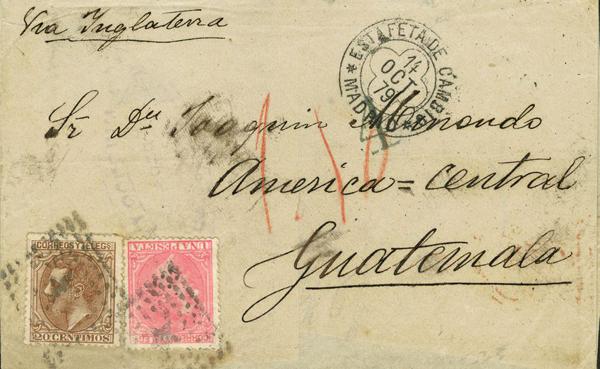 Via Inglaterra
* ESTAFETA DE CAMBIO *
MADRID
14
OCT
79
Sr. Dn. Joaquin Minondo
America = Central
Guatemala
CORREOS Y TELEGS
20 CENTIMOS
UNA PESETA